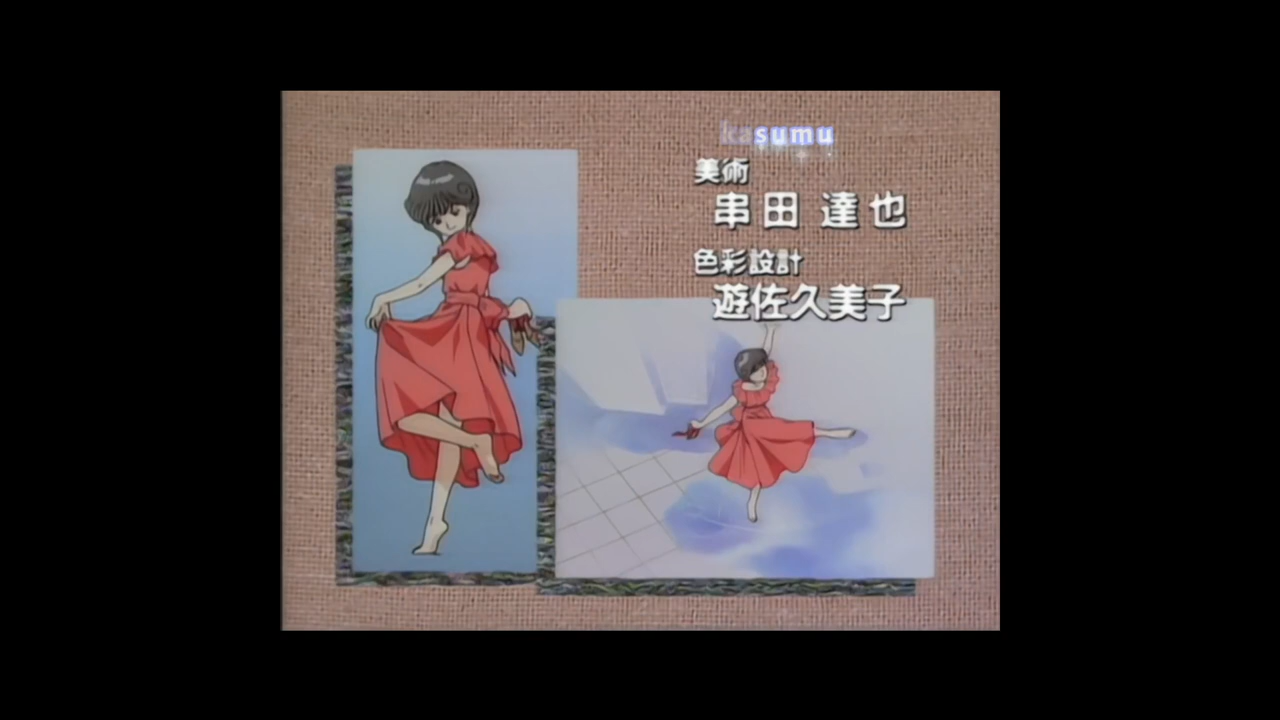 kasumu
美術
串田達也
色彩設計
遊佐久美子